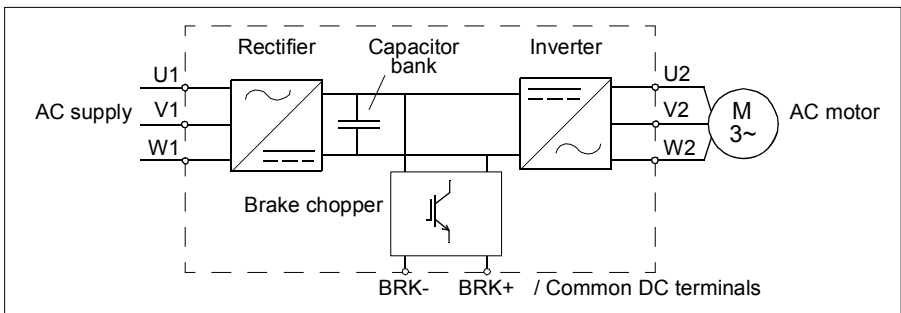 Rectifier
Capacitor
bank
Inverter
U1
V1
W1
AC supply
U2
V2
W2
M
3~
AC motor
Brake chopper
BRK-
BRK+
/ Common DC terminals